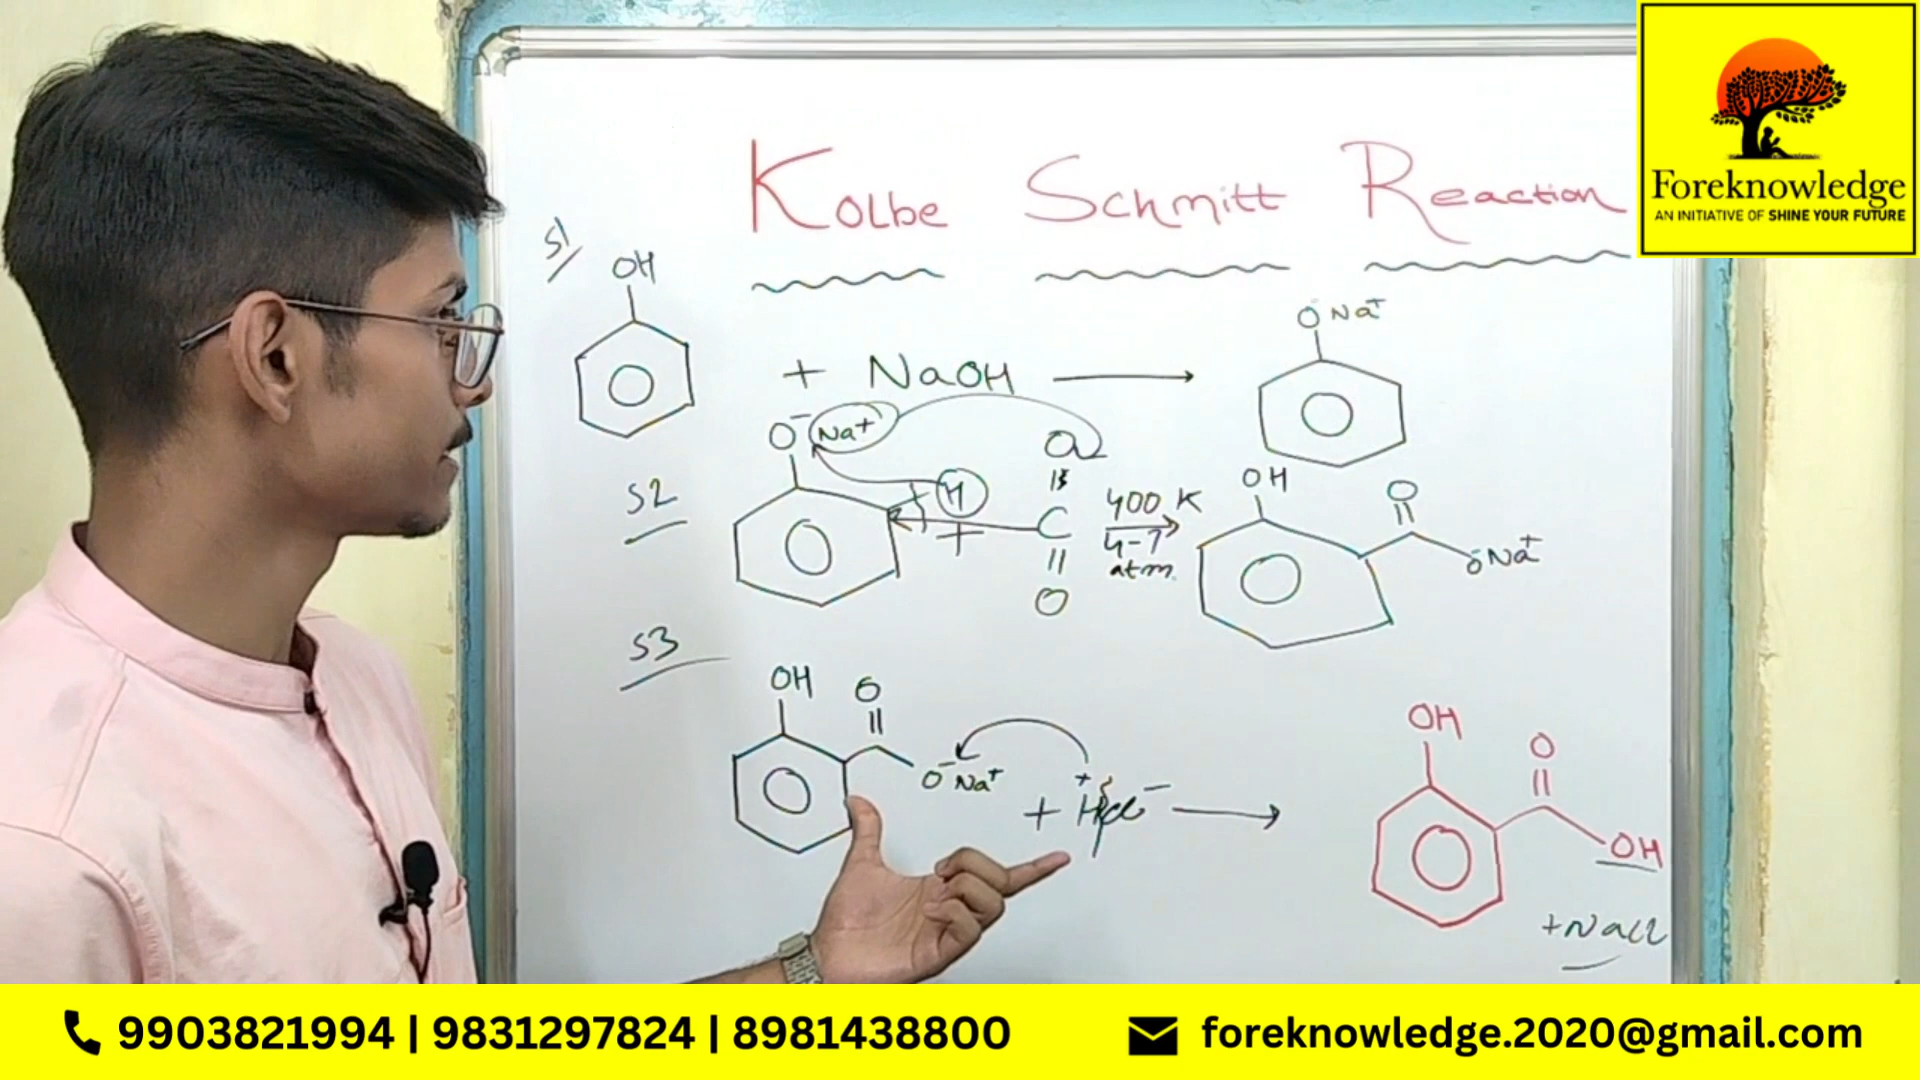 Kolbe Schmitt Reaction
Foreknowledge
AN INITIATIVE OF SHINE YOUR FUTURE
S1
OH
+ NaOH →
O⁻ Na⁺
S2
O⁻ Na⁺
H
+
O
C
O
400 K
4-7
atm.
OH
O
O⁻Na⁺
S3
OH
O
O⁻Na⁺
+ H⁺Cl⁻ →
OH
O
OH
+NaCl
9903821994 | 9831297824 | 8981438800
foreknowledge.2020@gmail.com